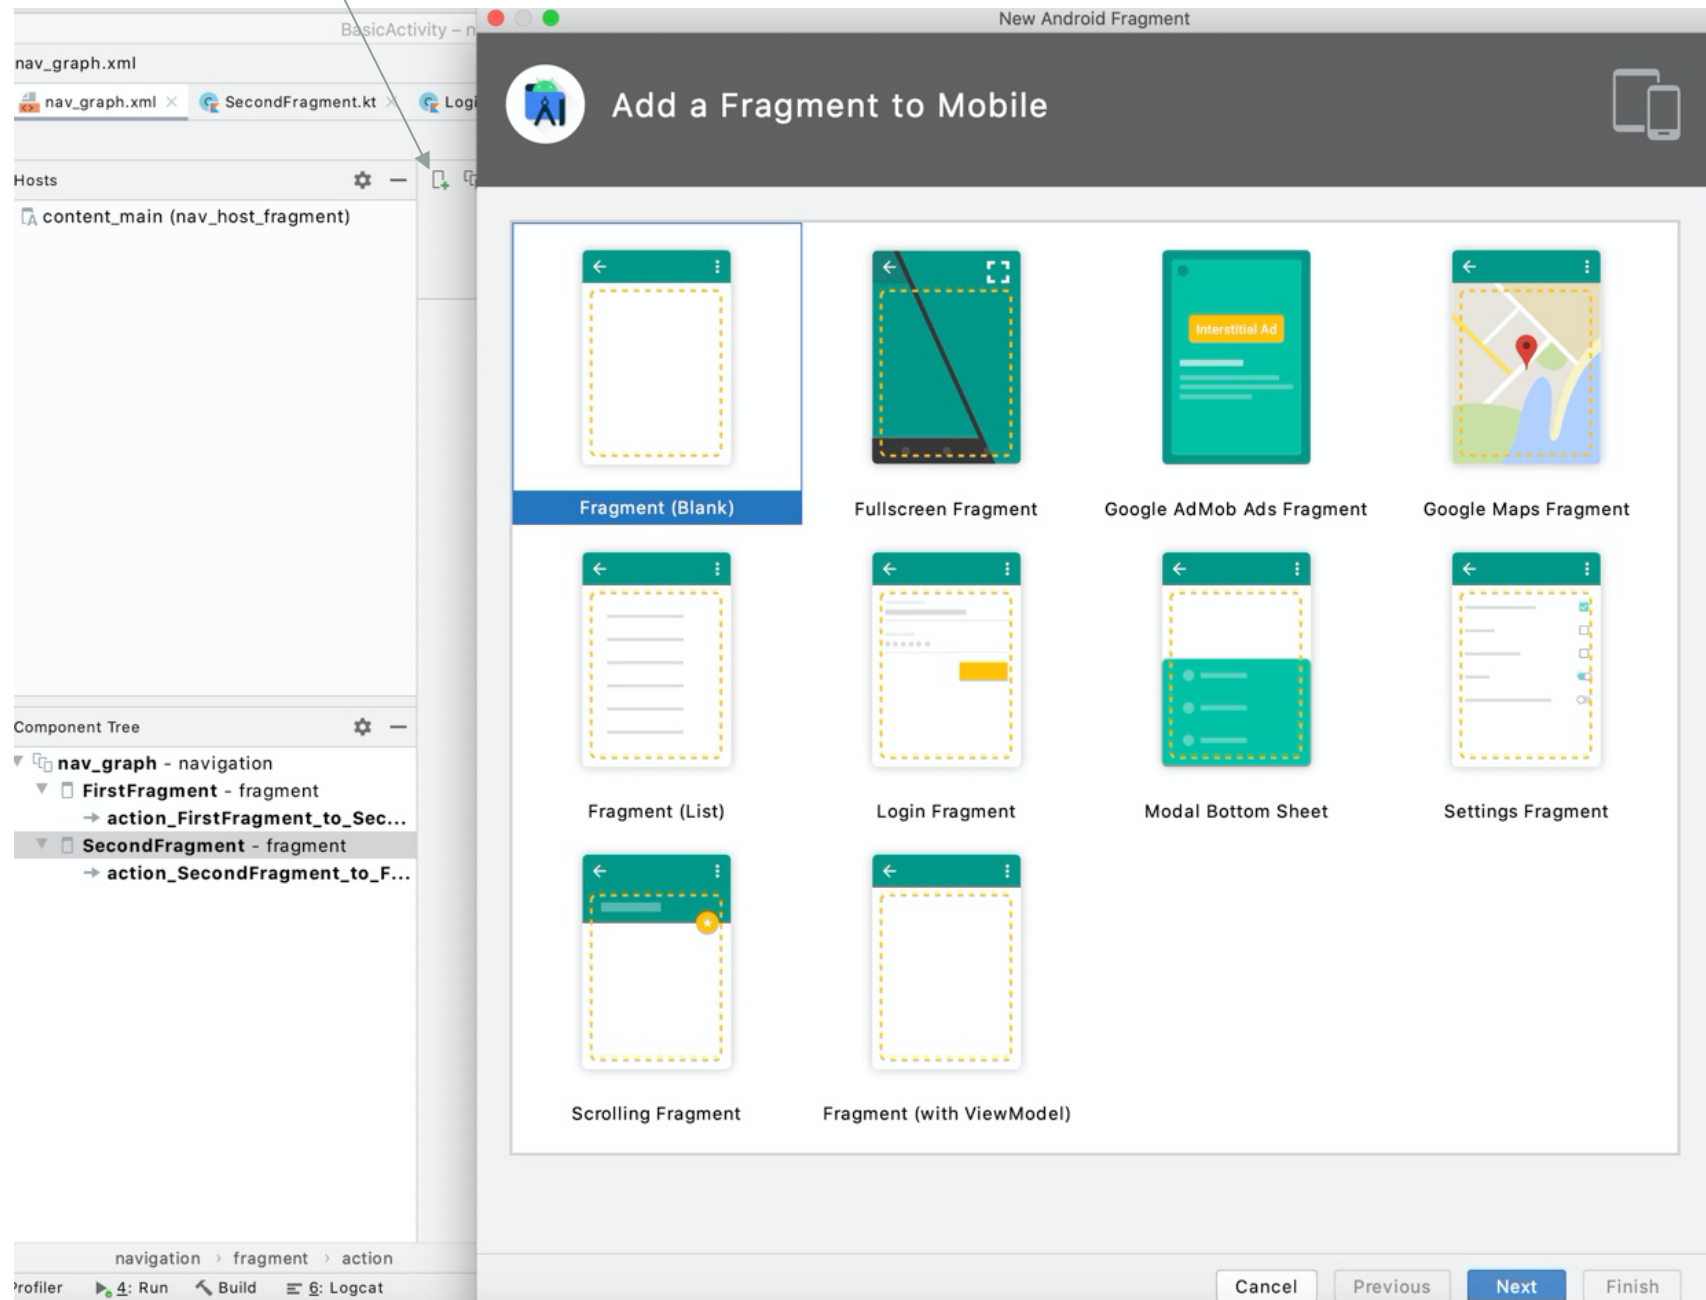 BasicActivity – n
New Android Fragment
nav_graph.xml
nav_graph.xml
SecondFragment.kt
Logi
Add a Fragment to Mobile
Hosts
content_main (nav_host_fragment)
Interstitial Ad
Fragment (Blank)
Fullscreen Fragment
Google AdMob Ads Fragment
Google Maps Fragment
Fragment (List)
Login Fragment
Modal Bottom Sheet
Settings Fragment
Scrolling Fragment
Fragment (with ViewModel)
Component Tree
nav_graph - navigation
FirstFragment - fragment
action_FirstFragment_to_Sec...
SecondFragment - fragment
action_SecondFragment_to_F...
navigation › fragment › action
Profiler
4: Run
Build
6: Logcat
Cancel
Previous
Next
Finish